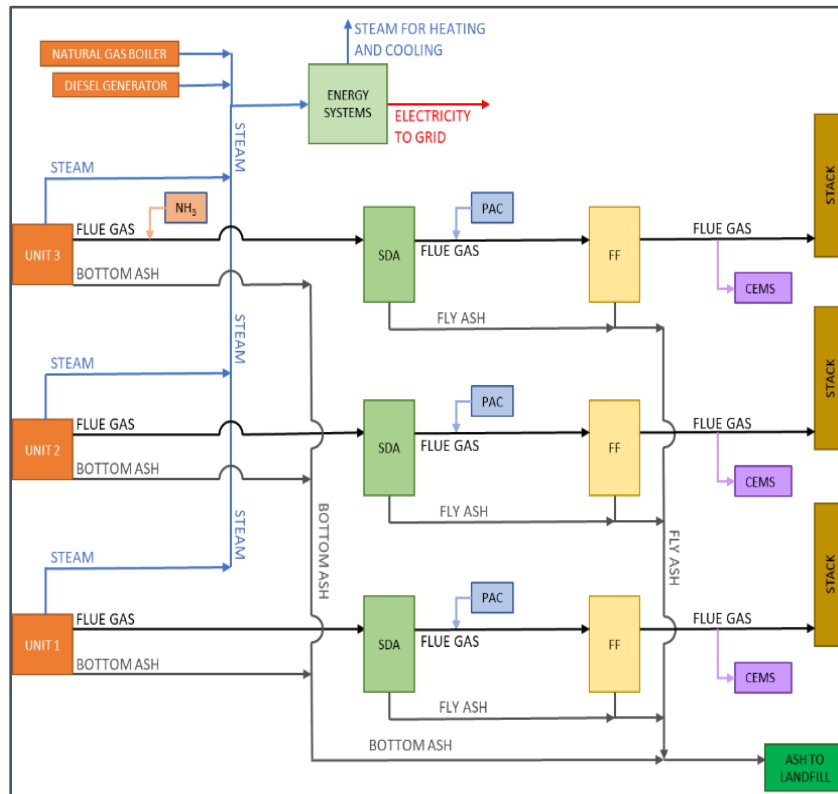 STEAM FOR HEATING
AND COOLING
NATURAL GAS BOILER
DIESEL GENERATOR
ENERGY
SYSTEMS
ELECTRICITY
TO GRID
STEAM
STEAM
NH₃
PAC
STACK
UNIT 3
FLUE GAS
SDA
FLUE GAS
FF
FLUE GAS
BOTTOM ASH
CEMS
FLY ASH
STEAM
STEAM
PAC
STACK
UNIT 2
FLUE GAS
SDA
FLUE GAS
FF
FLUE GAS
BOTTOM ASH
CEMS
FLY ASH
STEAM
BOTTOM ASH
FLY ASH
STEAM
PAC
STACK
UNIT 1
FLUE GAS
SDA
FLUE GAS
FF
FLUE GAS
BOTTOM ASH
CEMS
FLY ASH
BOTTOM ASH
ASH TO
LANDFILL